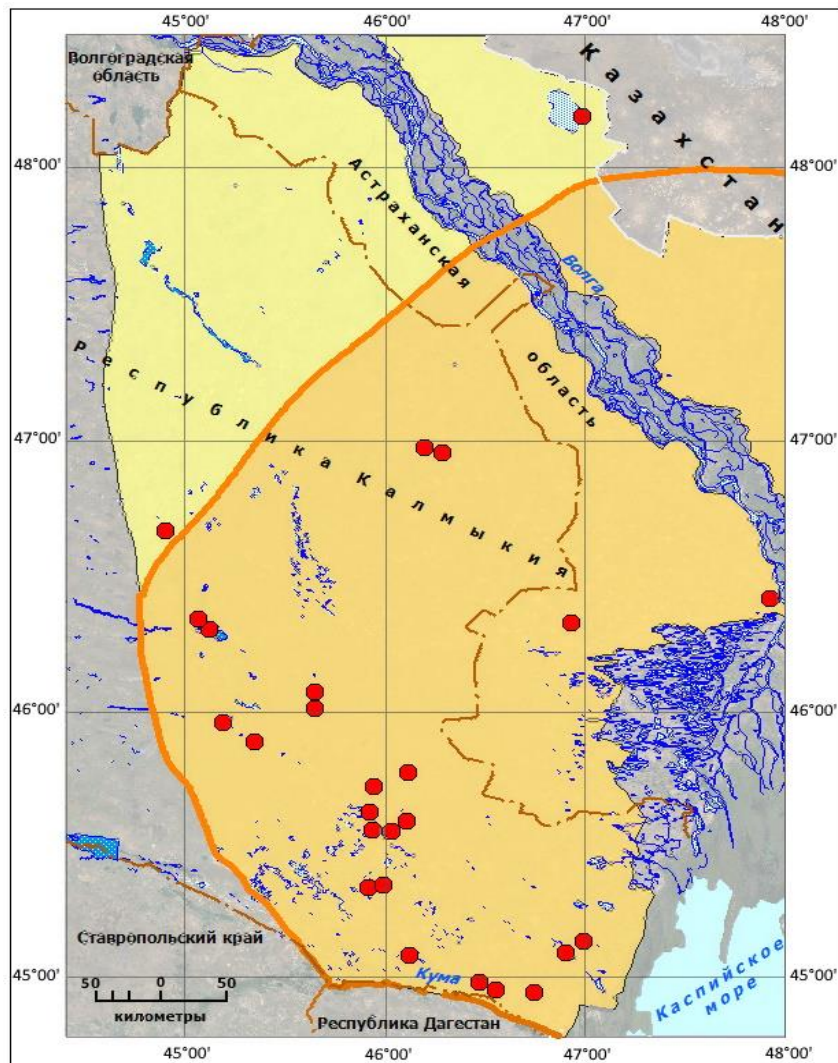 45°00' 46°00' 47°00' 48°00'
Волгоградская
область
Казахстан
48°00' 48°00'
Астраханская
Волга
область
Республика Калмыкия
47°00' 47°00'
46°00' 46°00'
Ставропольский край
45°00' 45°00'
50 0 50
километры
Кума
Каспийское
море
Республика Дагестан
45°00' 46°00' 47°00' 48°00'